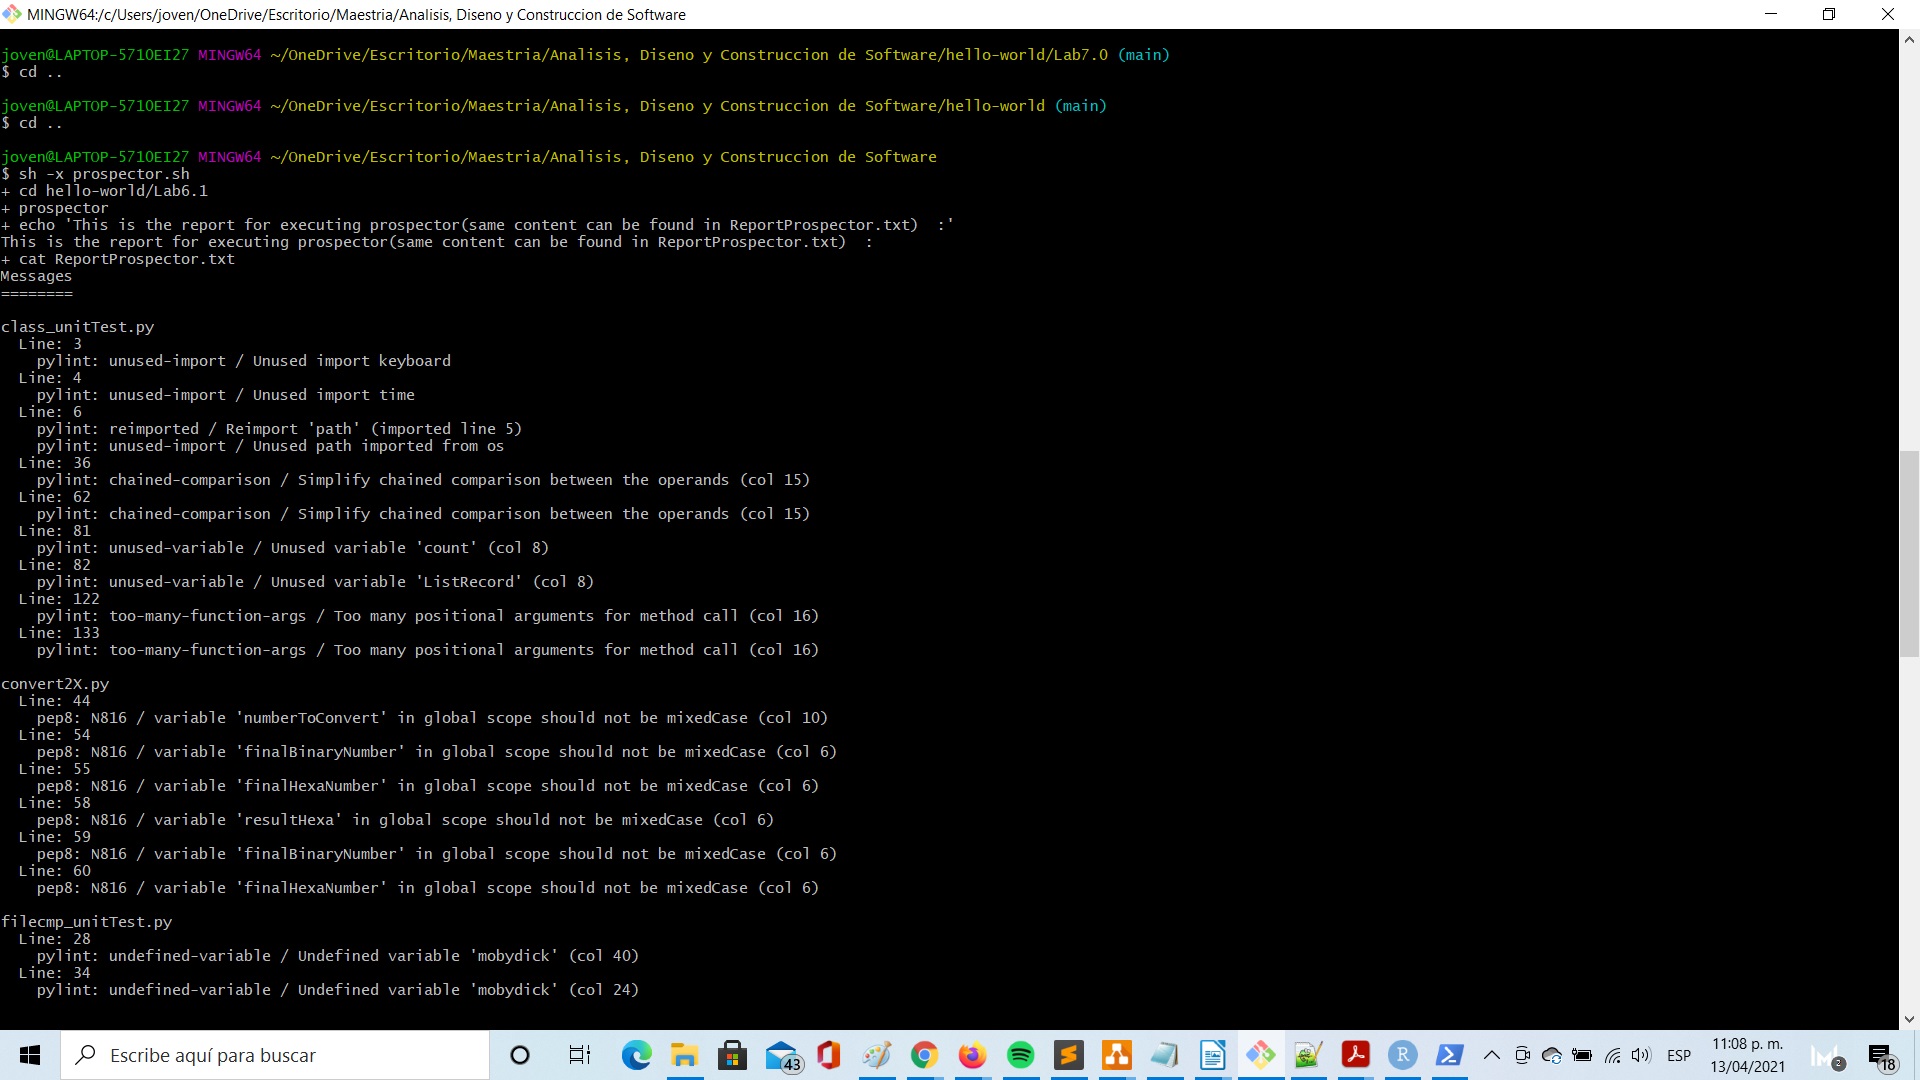 MINGW64:/c/Users/joven/OneDrive/Escritorio/Maestria/Analisis, Diseno y Construccion de Software
joven@LAPTOP-571OEI27 MINGW64 ~/OneDrive/Escritorio/Maestria/Analisis, Diseno y Construccion de Software/hello-world/Lab7.0 (main)
$ cd ..
joven@LAPTOP-571OEI27 MINGW64 ~/OneDrive/Escritorio/Maestria/Analisis, Diseno y Construccion de Software/hello-world (main)
$ cd ..
joven@LAPTOP-571OEI27 MINGW64 ~/OneDrive/Escritorio/Maestria/Analisis, Diseno y Construccion de Software
$ sh -x prospector.sh
+ cd hello-world/Lab6.1
+ prospector
+ echo 'This is the report for executing prospector(same content can be found in ReportProspector.txt)  :'
This is the report for executing prospector(same content can be found in ReportProspector.txt)  :
+ cat ReportProspector.txt
Messages
========
class_unitTest.py
  Line: 3
    pylint: unused-import / Unused import keyboard
  Line: 4
    pylint: unused-import / Unused import time
  Line: 6
    pylint: reimported / Reimport 'path' (imported line 5)
    pylint: unused-import / Unused path imported from os
  Line: 36
    pylint: chained-comparison / Simplify chained comparison between the operands (col 15)
  Line: 62
    pylint: chained-comparison / Simplify chained comparison between the operands (col 15)
  Line: 81
    pylint: unused-variable / Unused variable 'count' (col 8)
  Line: 82
    pylint: unused-variable / Unused variable 'ListRecord' (col 8)
  Line: 122
    pylint: too-many-function-args / Too many positional arguments for method call (col 16)
  Line: 133
    pylint: too-many-function-args / Too many positional arguments for method call (col 16)
convert2X.py
  Line: 44
    pep8: N816 / variable 'numberToConvert' in global scope should not be mixedCase (col 10)
  Line: 54
    pep8: N816 / variable 'finalBinaryNumber' in global scope should not be mixedCase (col 6)
  Line: 55
    pep8: N816 / variable 'finalHexaNumber' in global scope should not be mixedCase (col 6)
  Line: 58
    pep8: N816 / variable 'resultHexa' in global scope should not be mixedCase (col 6)
  Line: 59
    pep8: N816 / variable 'finalBinaryNumber' in global scope should not be mixedCase (col 6)
  Line: 60
    pep8: N816 / variable 'finalHexaNumber' in global scope should not be mixedCase (col 6)
filecmp_unitTest.py
  Line: 28
    pylint: undefined-variable / Undefined variable 'mobydick' (col 40)
  Line: 34
    pylint: undefined-variable / Undefined variable 'mobydick' (col 24)
Escribe aquí para buscar
43
R
ESP
11:08 p. m.
13/04/2021
2
18